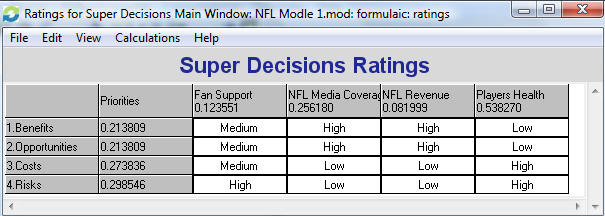 Ratings for Super Decisions Main Window: NFL Modle 1.mod: formulaic: ratings
File Edit View Calculations Help
Super Decisions Ratings
Priorities Fan Support NFL Media Coverag NFL Revenue Players Health
0.123551 0.256180 0.081999 0.538270
1.Benefits 0.213809 Medium High High Low
2.Opportunities 0.213809 Medium High High Low
3.Costs 0.273836 Medium Low Low High
4.Risks 0.298546 High Low Low High